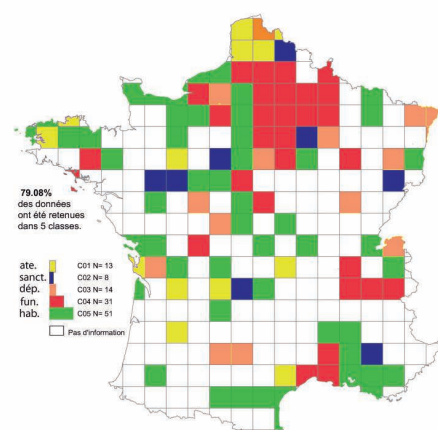 79.08%
des données
ont été retenues
dans 5 classes.
ate. C01 N= 13
sanct. C02 N= 8
dép. C03 N= 14
fun. C04 N= 31
hab. C05 N= 51
Pas d'information